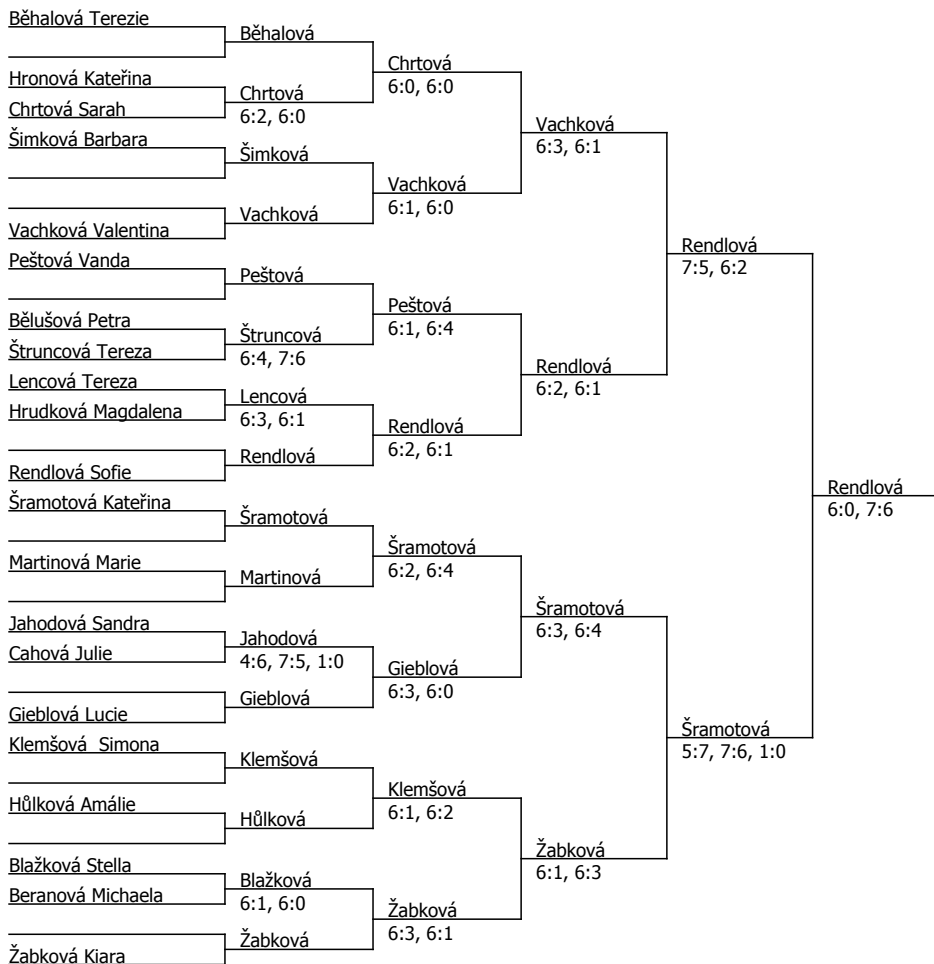 Běhalová Terezie
Běhalová
Chrtová
6:0, 6:0
Hronová Kateřina
Chrtová
6:2, 6:0
Chrtová Sarah
Vachková
6:3, 6:1
Šimková Barbara
Šimková
Vachková
6:1, 6:0
Vachková
Vachková Valentina
Rendlová
7:5, 6:2
Peštová Vanda
Peštová
Peštová
6:1, 6:4
Bělušová Petra
Štruncová
6:4, 7:6
Štruncová Tereza
Rendlová
6:2, 6:1
Lencová Tereza
Lencová
6:3, 6:1
Hrudková Magdalena
Rendlová
6:2, 6:1
Rendlová
Rendlová Sofie
Rendlová
6:0, 7:6
Šramotová Kateřina
Šramotová
Šramotová
6:2, 6:4
Martinová Marie
Martinová
Šramotová
6:3, 6:4
Jahodová Sandra
Jahodová
4:6, 7:5, 1:0
Cahová Julie
Gieblová
6:3, 6:0
Gieblová
Gieblová Lucie
Šramotová
5:7, 7:6, 1:0
Klemšová  Simona
Klemšová
Klemšová
6:1, 6:2
Hůlková Amálie
Hůlková
Žabková
6:1, 6:3
Blažková Stella
Blažková
6:1, 6:0
Beranová Michaela
Žabková
6:3, 6:1
Žabková
Žabková Kiara